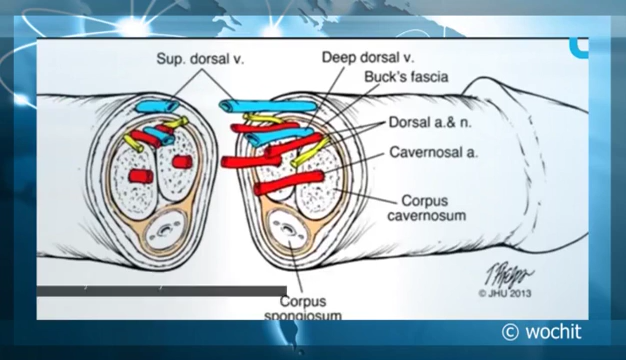 Sup. dorsal v.
Deep dorsal v.
Buck's fascia
Dorsal a.& n.
Cavernosal a.
Corpus
cavernosum
Corpus
spongiosum
© JHU 2013
© wochit